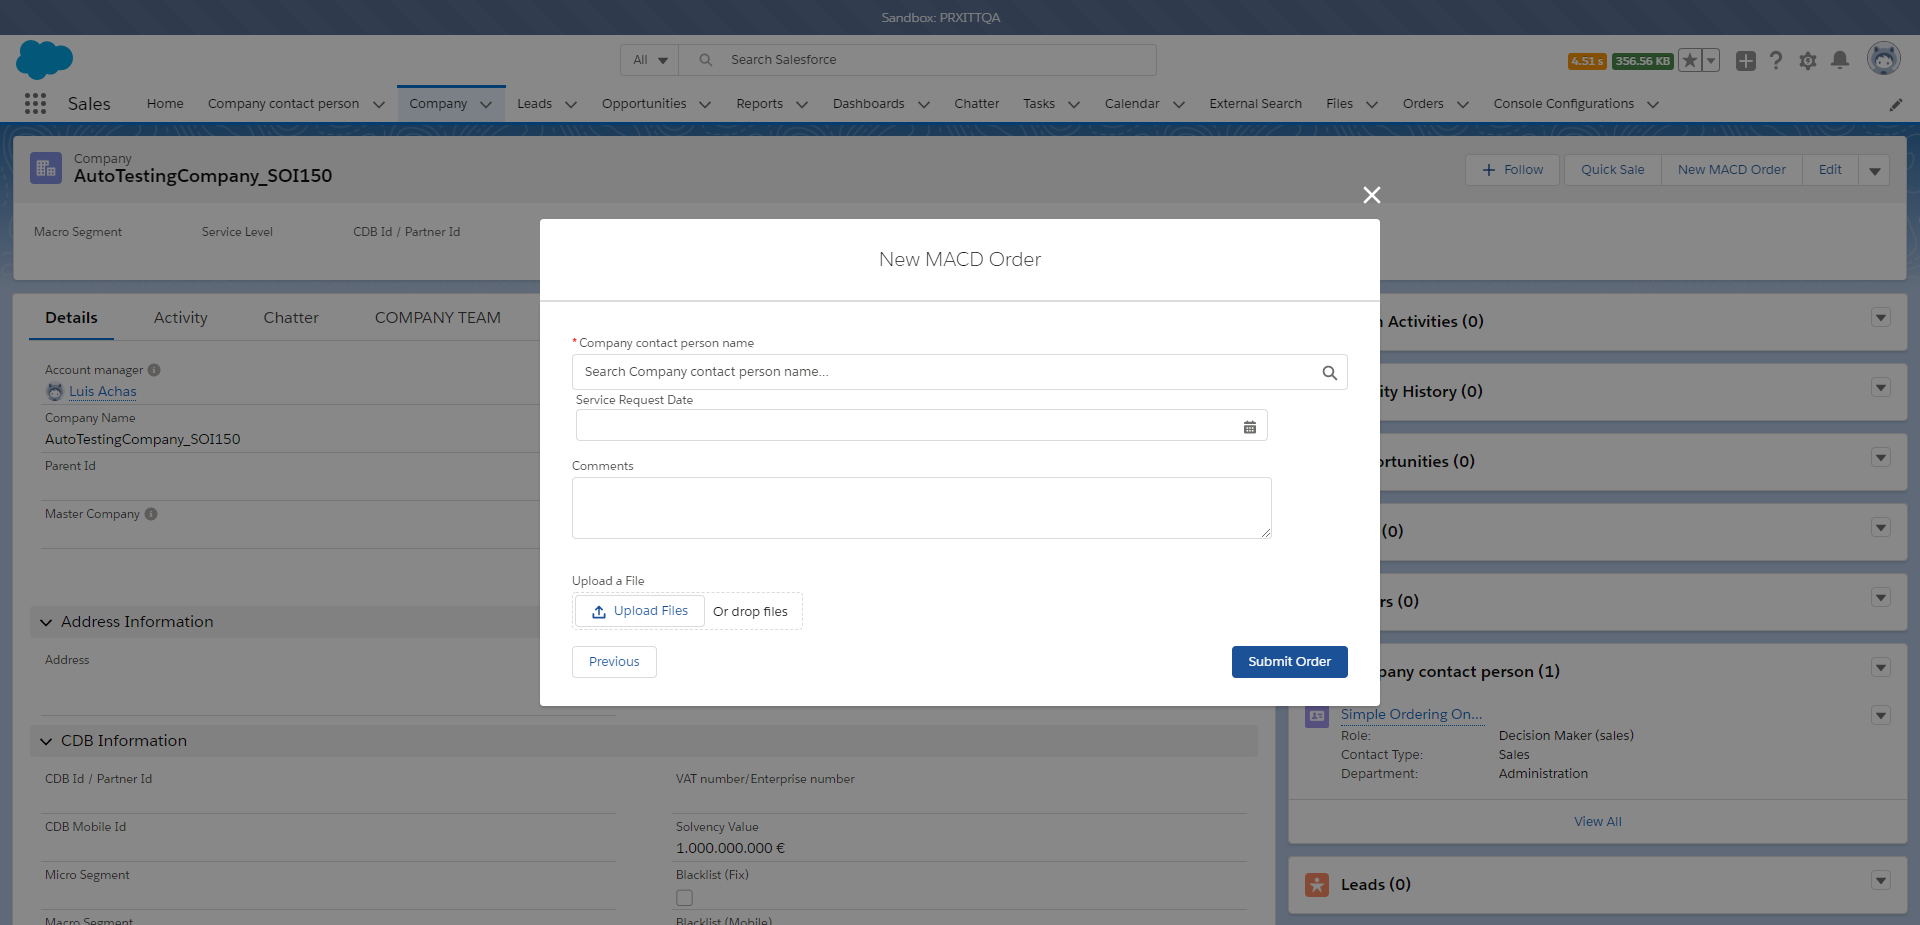 Sandbox: PRXITTQA
All
Search Salesforce
4.51 s
356.56 KB
Sales
Home
Company contact person
Company
Leads
Opportunities
Reports
Dashboards
Chatter
Tasks
Calendar
External Search
Files
Orders
Console Configurations
Company
AutoTestingCompany_SOI150
Follow
Quick Sale
New MACD Order
Edit
Macro Segment
Service Level
CDB Id / Partner Id
New MACD Order
* Company contact person name
Search Company contact person name...
Service Request Date
Comments
Upload a File
Upload Files
Or drop files
Previous
Submit Order
Details
Activity
Chatter
COMPANY TEAM
Account manager
Luis Achas
Company Name
AutoTestingCompany_SOI150
Parent Id
Master Company
Address Information
Address
CDB Information
CDB Id / Partner Id
VAT number/Enterprise number
CDB Mobile Id
Solvency Value
1.000.000.000 €
Micro Segment
Blacklist (Fix)
Macro Segment
Blacklist (Mobile)
Activities (0)
ity History (0)
ortunities (0)
(0)
rs (0)
pany contact person (1)
Simple Ordering On...
Role:
Decision Maker (sales)
Contact Type:
Sales
Department:
Administration
View All
Leads (0)